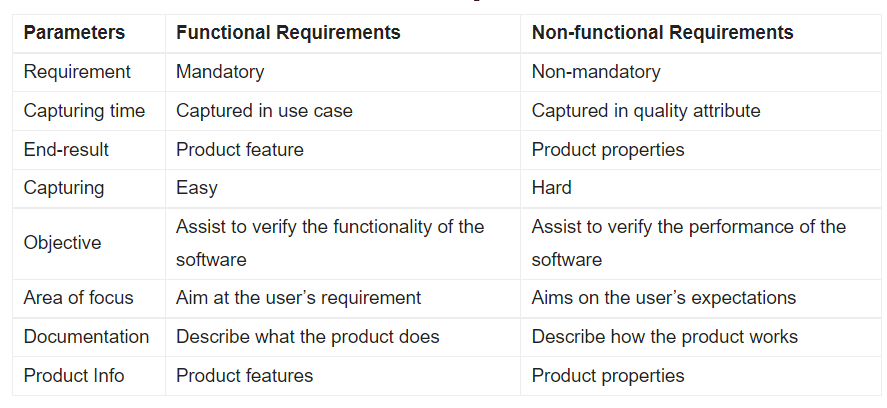 Parameters Functional Requirements Non-functional Requirements
Requirement Mandatory Non-mandatory
Capturing time Captured in use case Captured in quality attribute
End-result Product feature Product properties
Capturing Easy Hard
Objective Assist to verify the functionality of the software Assist to verify the performance of the software
Area of focus Aim at the user’s requirement Aims on the user’s expectations
Documentation Describe what the product does Describe how the product works
Product Info Product features Product properties